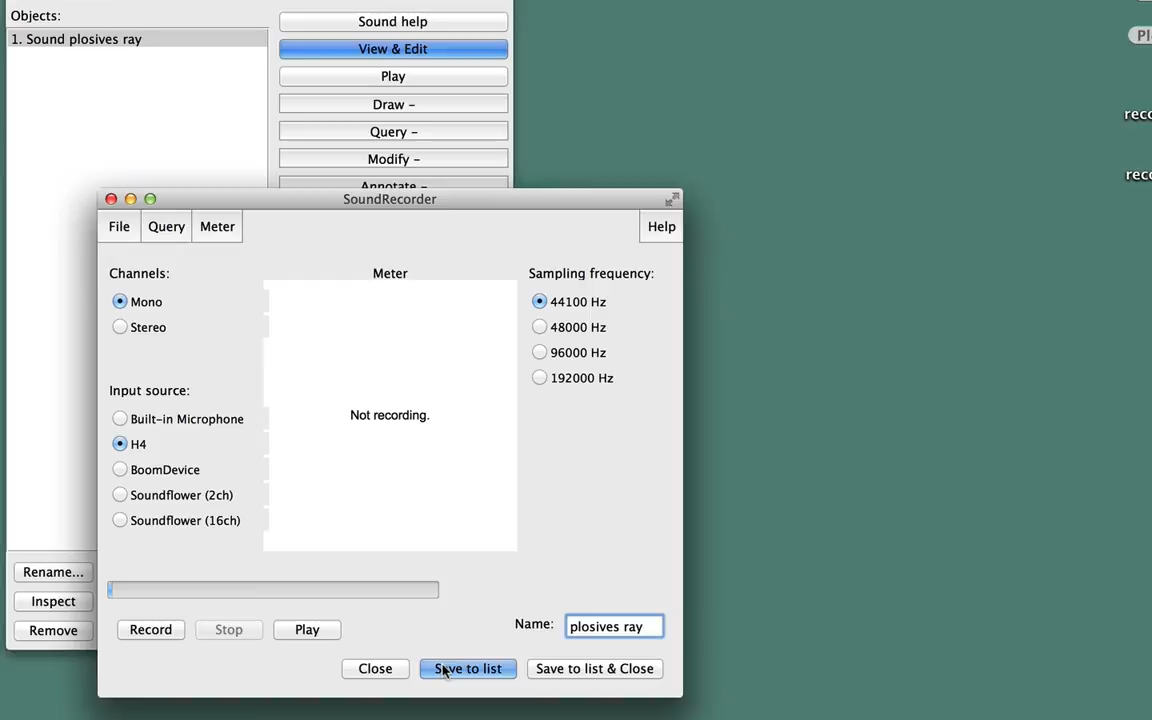 Objects:
1. Sound plosives ray
Sound help
View & Edit
Play
Draw -
Query -
Modify -
Annotate -
Rename...
Inspect
Remove
SoundRecorder
File
Query
Meter
Help
Channels:
Mono
Stereo
Input source:
Built-in Microphone
H4
BoomDevice
Soundflower (2ch)
Soundflower (16ch)
Meter
Not recording.
Sampling frequency:
44100 Hz
48000 Hz
96000 Hz
192000 Hz
Record
Stop
Play
Name: plosives ray
Close
Save to list
Save to list & Close